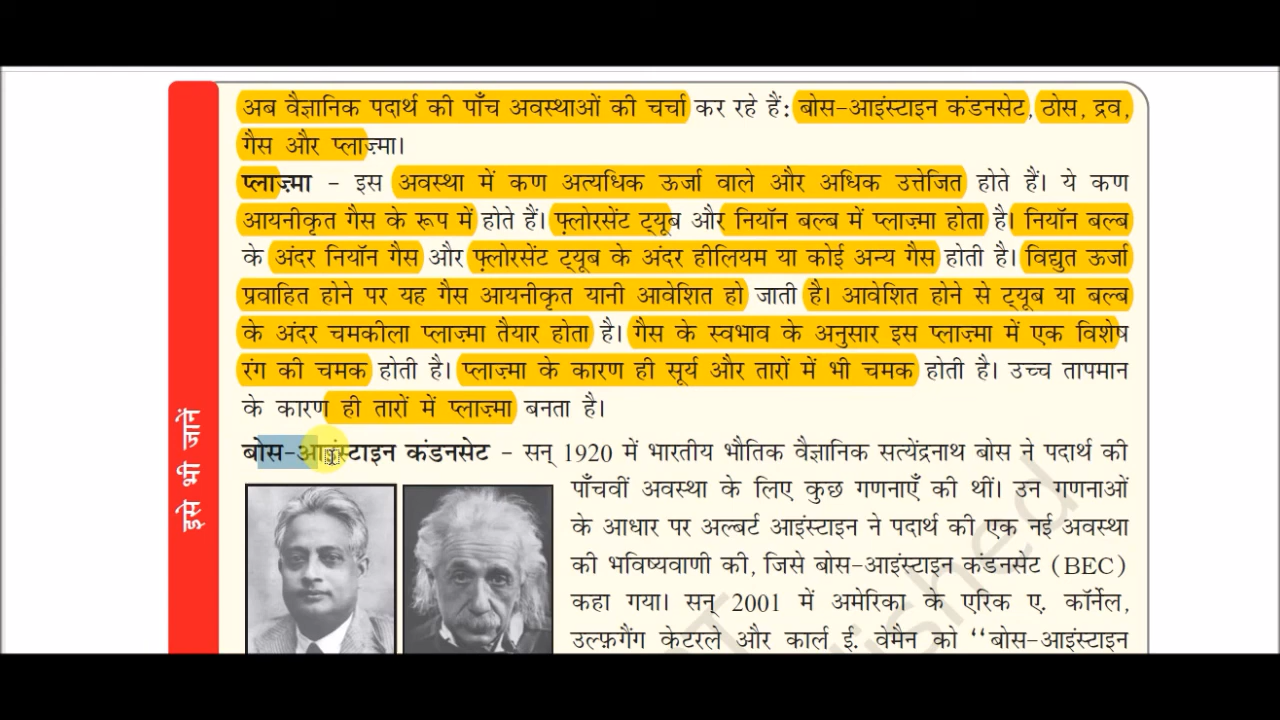 अब वैज्ञानिक पदार्थ की पाँच अवस्थाओं की चर्चा कर रहे हैं: बोस-आइंस्टाइन कंडनसेट, ठोस, द्रव,
गैस और प्लाज़्मा।
प्लाज़्मा - इस अवस्था में कण अत्यधिक ऊर्जा वाले और अधिक उत्तेजित होते हैं। ये कण
आयनीकृत गैस के रूप में होते हैं। फ़्लोरसेंट ट्यूब और नियॉन बल्ब में प्लाज़्मा होता है। नियॉन बल्ब
के अंदर नियॉन गैस और फ़्लोरसेंट ट्यूब के अंदर हीलियम या कोई अन्य गैस होती है। विद्युत ऊर्जा
प्रवाहित होने पर यह गैस आयनीकृत यानी आवेशित हो जाती है। आवेशित होने से ट्यूब या बल्ब
के अंदर चमकीला प्लाज़्मा तैयार होता है। गैस के स्वभाव के अनुसार इस प्लाज़्मा में एक विशेष
रंग की चमक होती है। प्लाज़्मा के कारण ही सूर्य और तारों में भी चमक होती है। उच्च तापमान
के कारण ही तारों में प्लाज़्मा बनता है।
इसे भी जानें
बोस-आइंस्टाइन कंडनसेट - सन् 1920 में भारतीय भौतिक वैज्ञानिक सत्येंद्रनाथ बोस ने पदार्थ की
पाँचवीं अवस्था के लिए कुछ गणनाएँ की थीं। उन गणनाओं
के आधार पर अल्बर्ट आइंस्टाइन ने पदार्थ की एक नई अवस्था
की भविष्यवाणी की, जिसे बोस-आइंस्टाइन कंडनसेट (BEC)
कहा गया। सन् 2001 में अमेरिका के एरिक ए. कॉर्नेल,
उल्फ़गैंग केटरले और कार्ल ई. वेमैन को “बोस-आइंस्टाइन